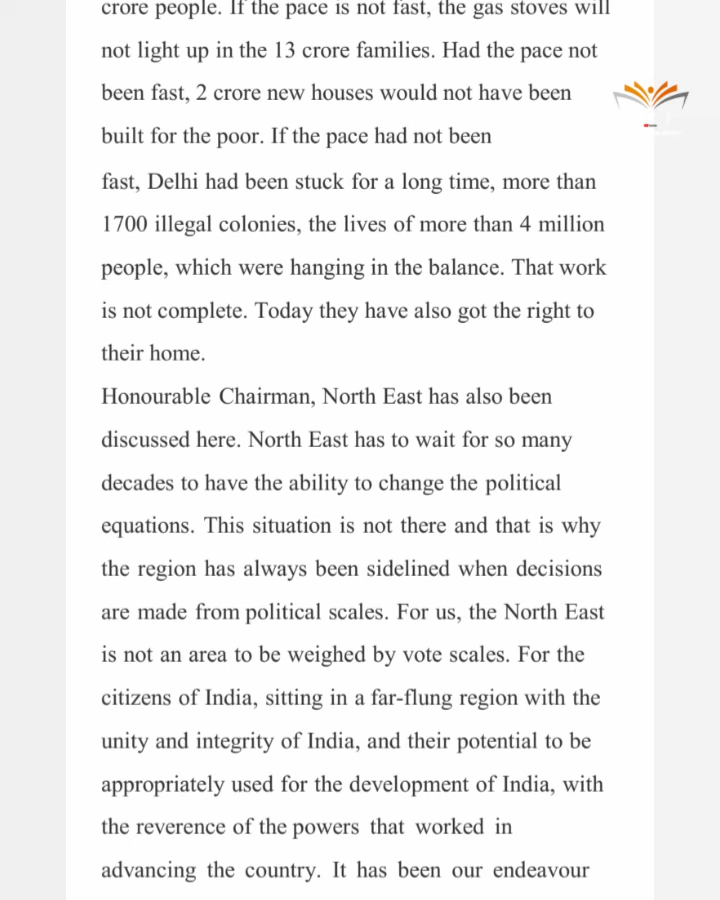 crore people. If the pace is not fast, the gas stoves will
not light up in the 13 crore families. Had the pace not
been fast, 2 crore new houses would not have been
built for the poor. If the pace had not been
fast, Delhi had been stuck for a long time, more than
1700 illegal colonies, the lives of more than 4 million
people, which were hanging in the balance. That work
is not complete. Today they have also got the right to
their home.
Honourable Chairman, North East has also been
discussed here. North East has to wait for so many
decades to have the ability to change the political
equations. This situation is not there and that is why
the region has always been sidelined when decisions
are made from political scales. For us, the North East
is not an area to be weighed by vote scales. For the
citizens of India, sitting in a far-flung region with the
unity and integrity of India, and their potential to be
appropriately used for the development of India, with
the reverence of the powers that worked in
advancing the country. It has been our endeavour